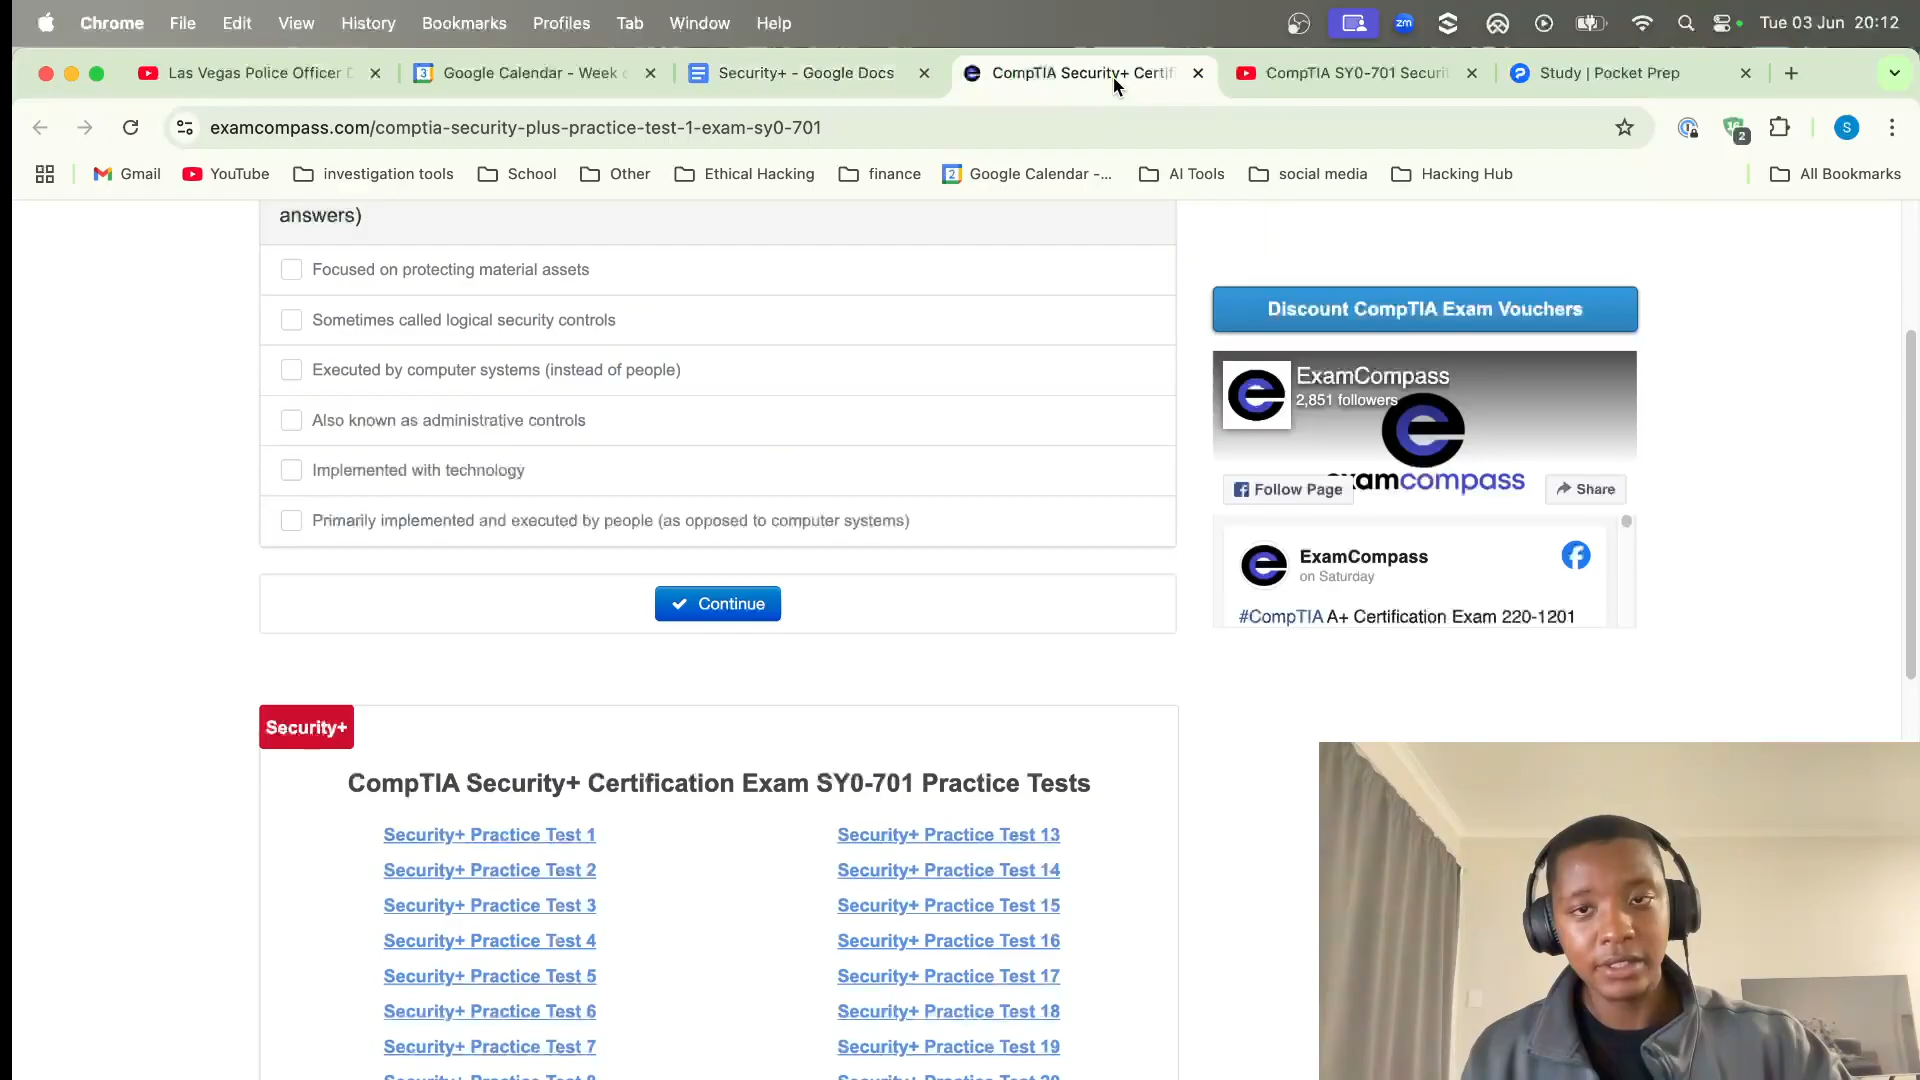 Chrome File Edit View History Bookmarks Profiles Tab Window Help zm Tue 03 Jun 20:12
Las Vegas Police Officer D Google Calendar - Week o Security+ - Google Docs CompTIA Security+ Certif CompTIA SY0-701 Securit Study | Pocket Prep
examcompass.com/comptia-security-plus-practice-test-1-exam-sy0-701 2 S
Gmail YouTube investigation tools School Other Ethical Hacking finance 2 Google Calendar -... AI Tools social media Hacking Hub All Bookmarks
answers)
Focused on protecting material assets
Sometimes called logical security controls
Executed by computer systems (instead of people)
Also known as administrative controls
Implemented with technology
Primarily implemented and executed by people (as opposed to computer systems)
Continue
Discount CompTIA Exam Vouchers
ExamCompass
2,851 followers
Follow Page
amcompass
Share
ExamCompass
on Saturday
#CompTIA A+ Certification Exam 220-1201
Security+
CompTIA Security+ Certification Exam SY0-701 Practice Tests
Security+ Practice Test 1
Security+ Practice Test 2
Security+ Practice Test 3
Security+ Practice Test 4
Security+ Practice Test 5
Security+ Practice Test 6
Security+ Practice Test 7
Security+ Practice Test 13
Security+ Practice Test 14
Security+ Practice Test 15
Security+ Practice Test 16
Security+ Practice Test 17
Security+ Practice Test 18
Security+ Practice Test 19